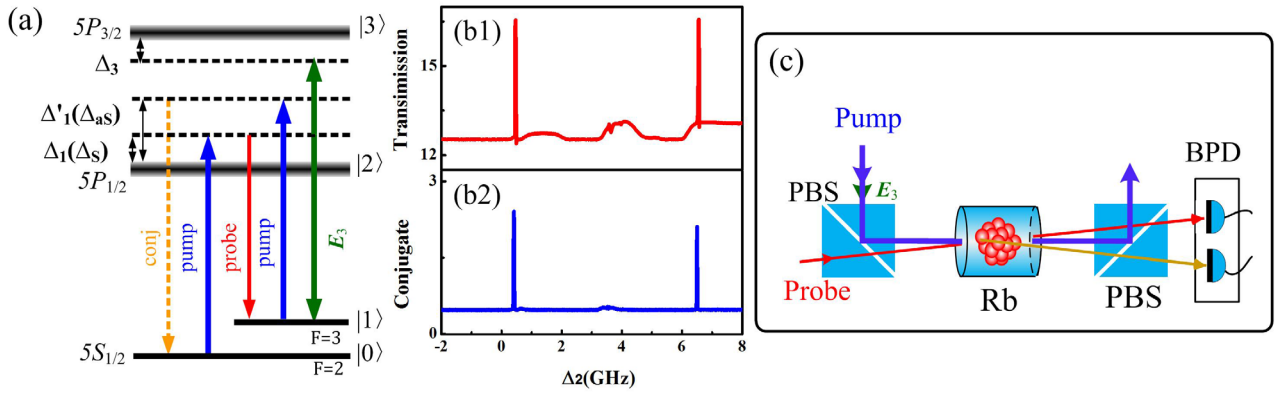 (a)
5P3/2
|3⟩
Δ3
Δ'1(ΔaS)
Δ1(ΔS)
|2⟩
5P1/2
conj
pump
probe
pump
E3
|1⟩
F=3
5S1/2
|0⟩
F=2
(b1)
Transimission
15
12
(b2)
Conjugate
3
0
-2 0 2 4 6 8
Δ2(GHz)
(c)
Pump
BPD
PBS
E3
Probe
Rb
PBS